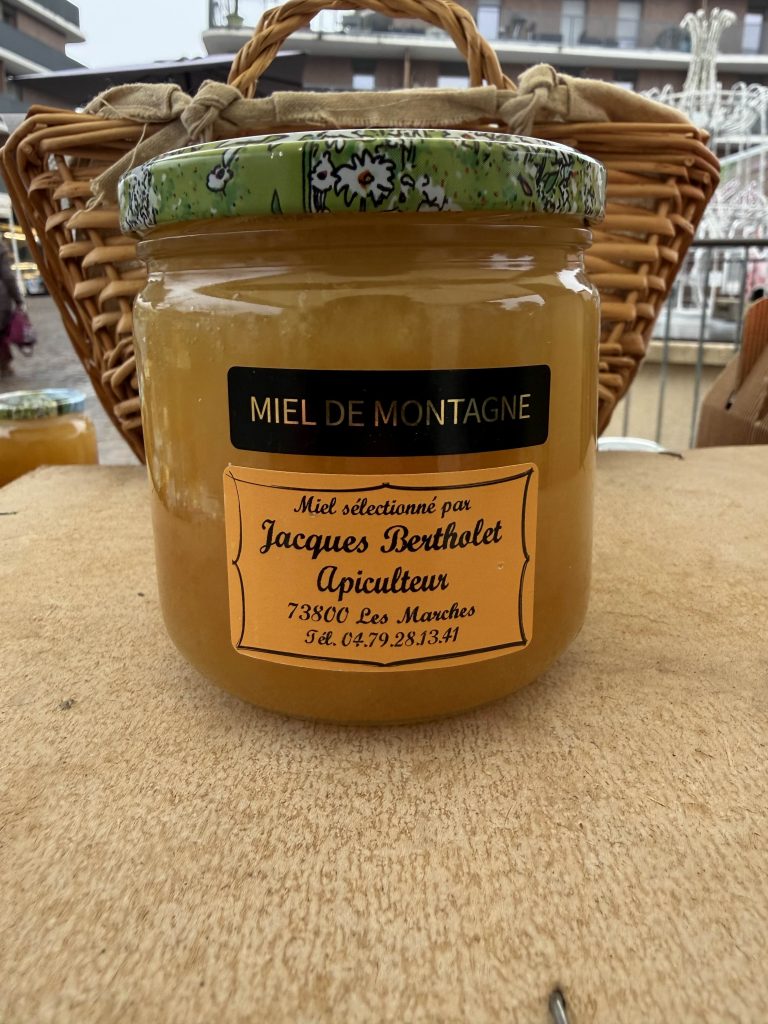 MIEL DE MONTAGNE
Miel sélectionné par
Jacques Bertholet
Apiculteur
73800 Les Marches
Tél. 04.79.28.13.41